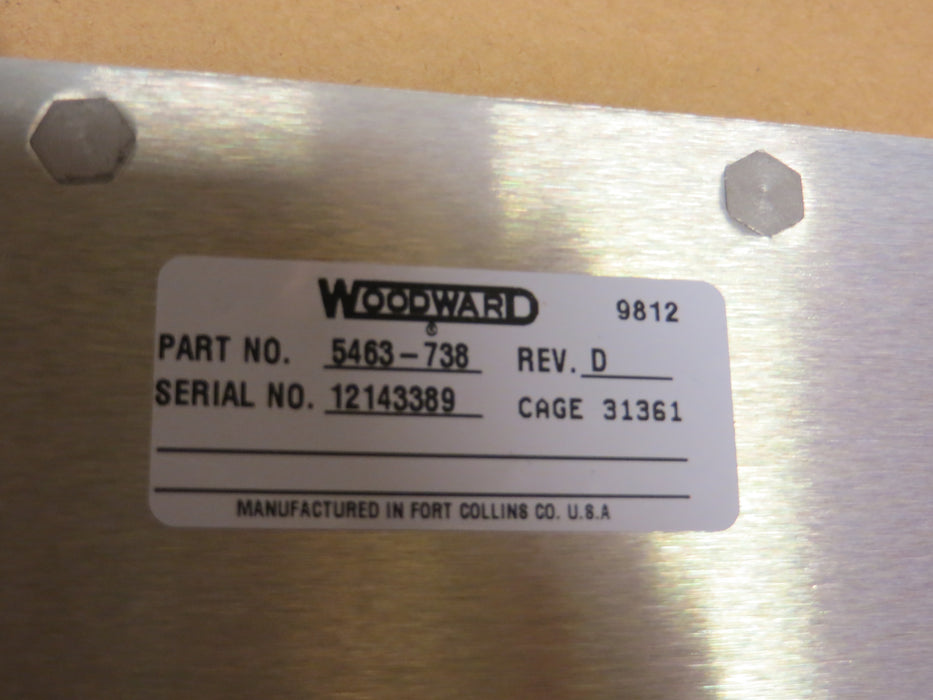 WOODWARD 9812
®
PART NO. 5463-738 REV. D
SERIAL NO. 12143389 CAGE 31361
MANUFACTURED IN FORT COLLINS CO. U.S.A